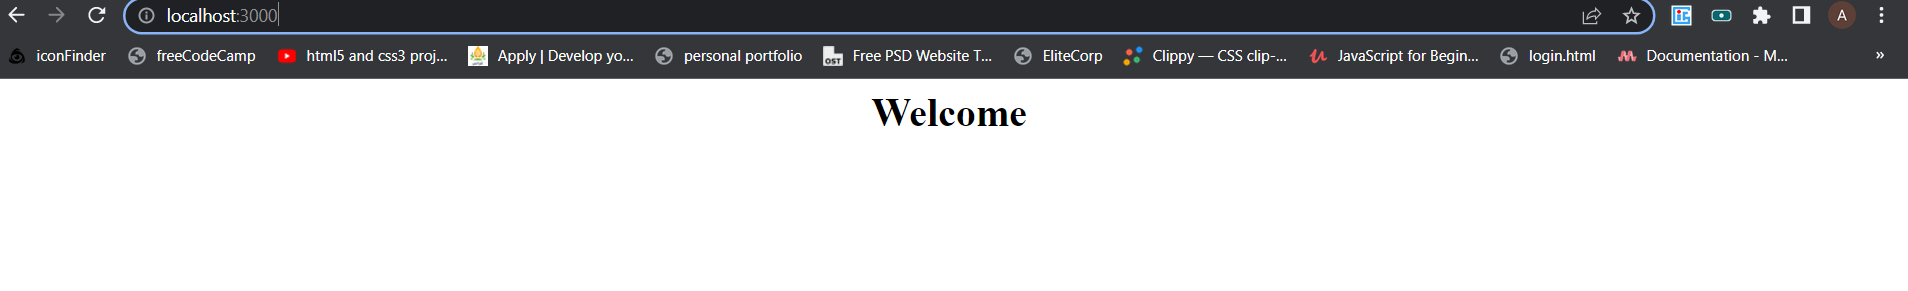 localhost:3000
A
iconFinder freeCodeCamp html5 and css3 proj... Apply | Develop yo... personal portfolio OST Free PSD Website T... EliteCorp Clippy — CSS clip-... JavaScript for Begin... login.html Documentation - M... »
Welcome